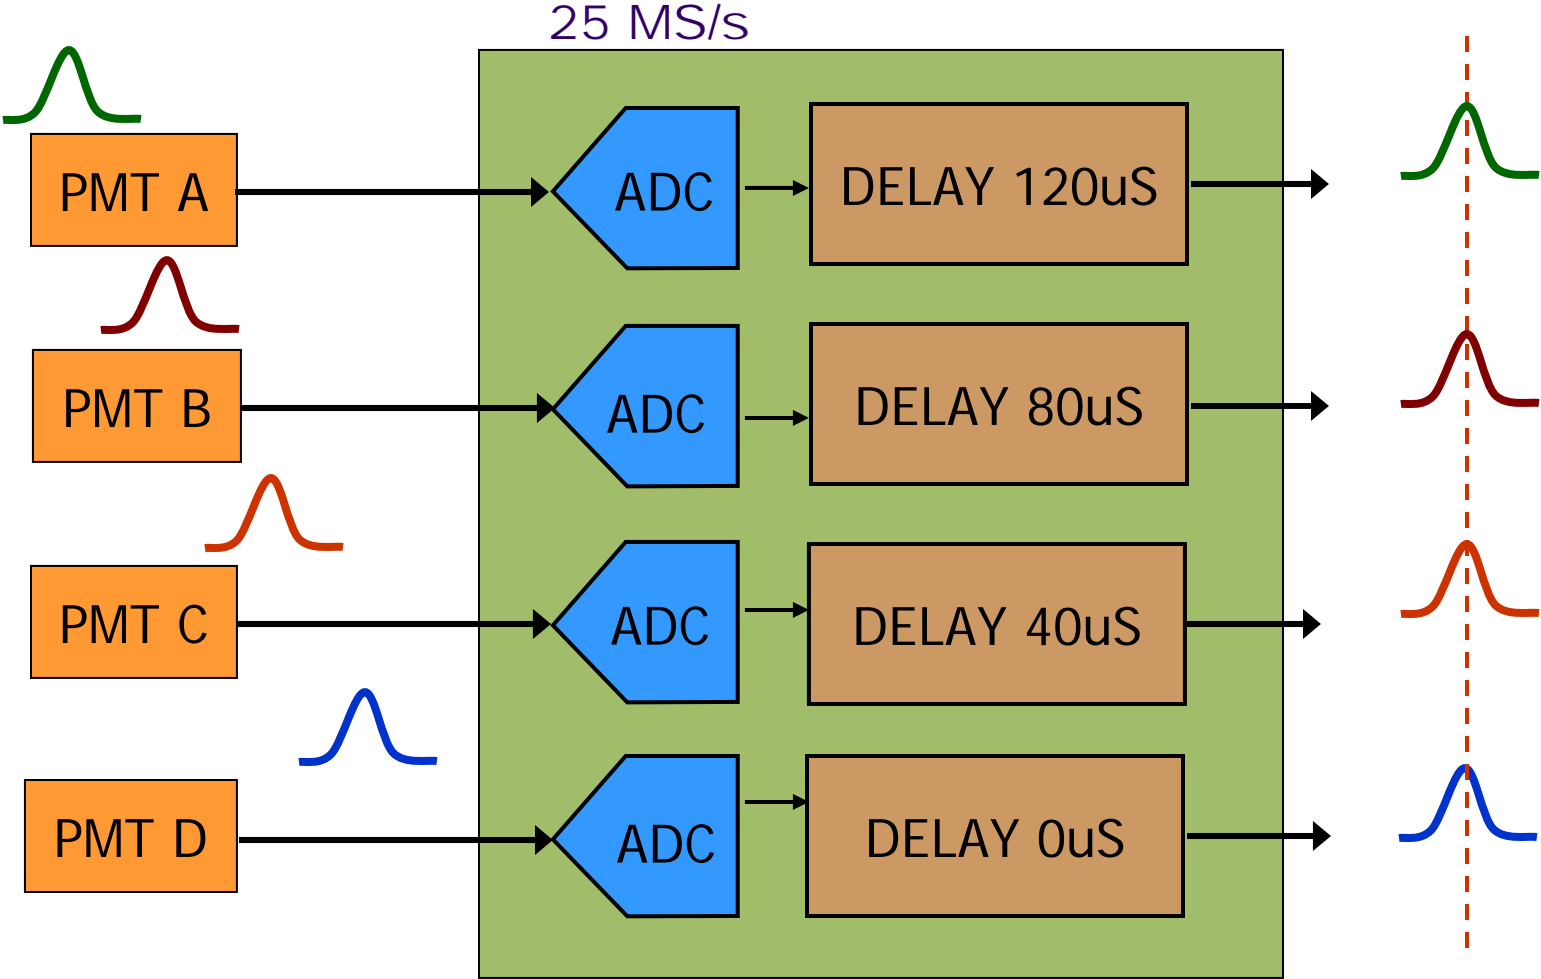 25 MS/s
PMT A
ADC
DELAY 120uS
PMT B
ADC
DELAY 80uS
PMT C
ADC
DELAY 40uS
PMT D
ADC
DELAY 0uS